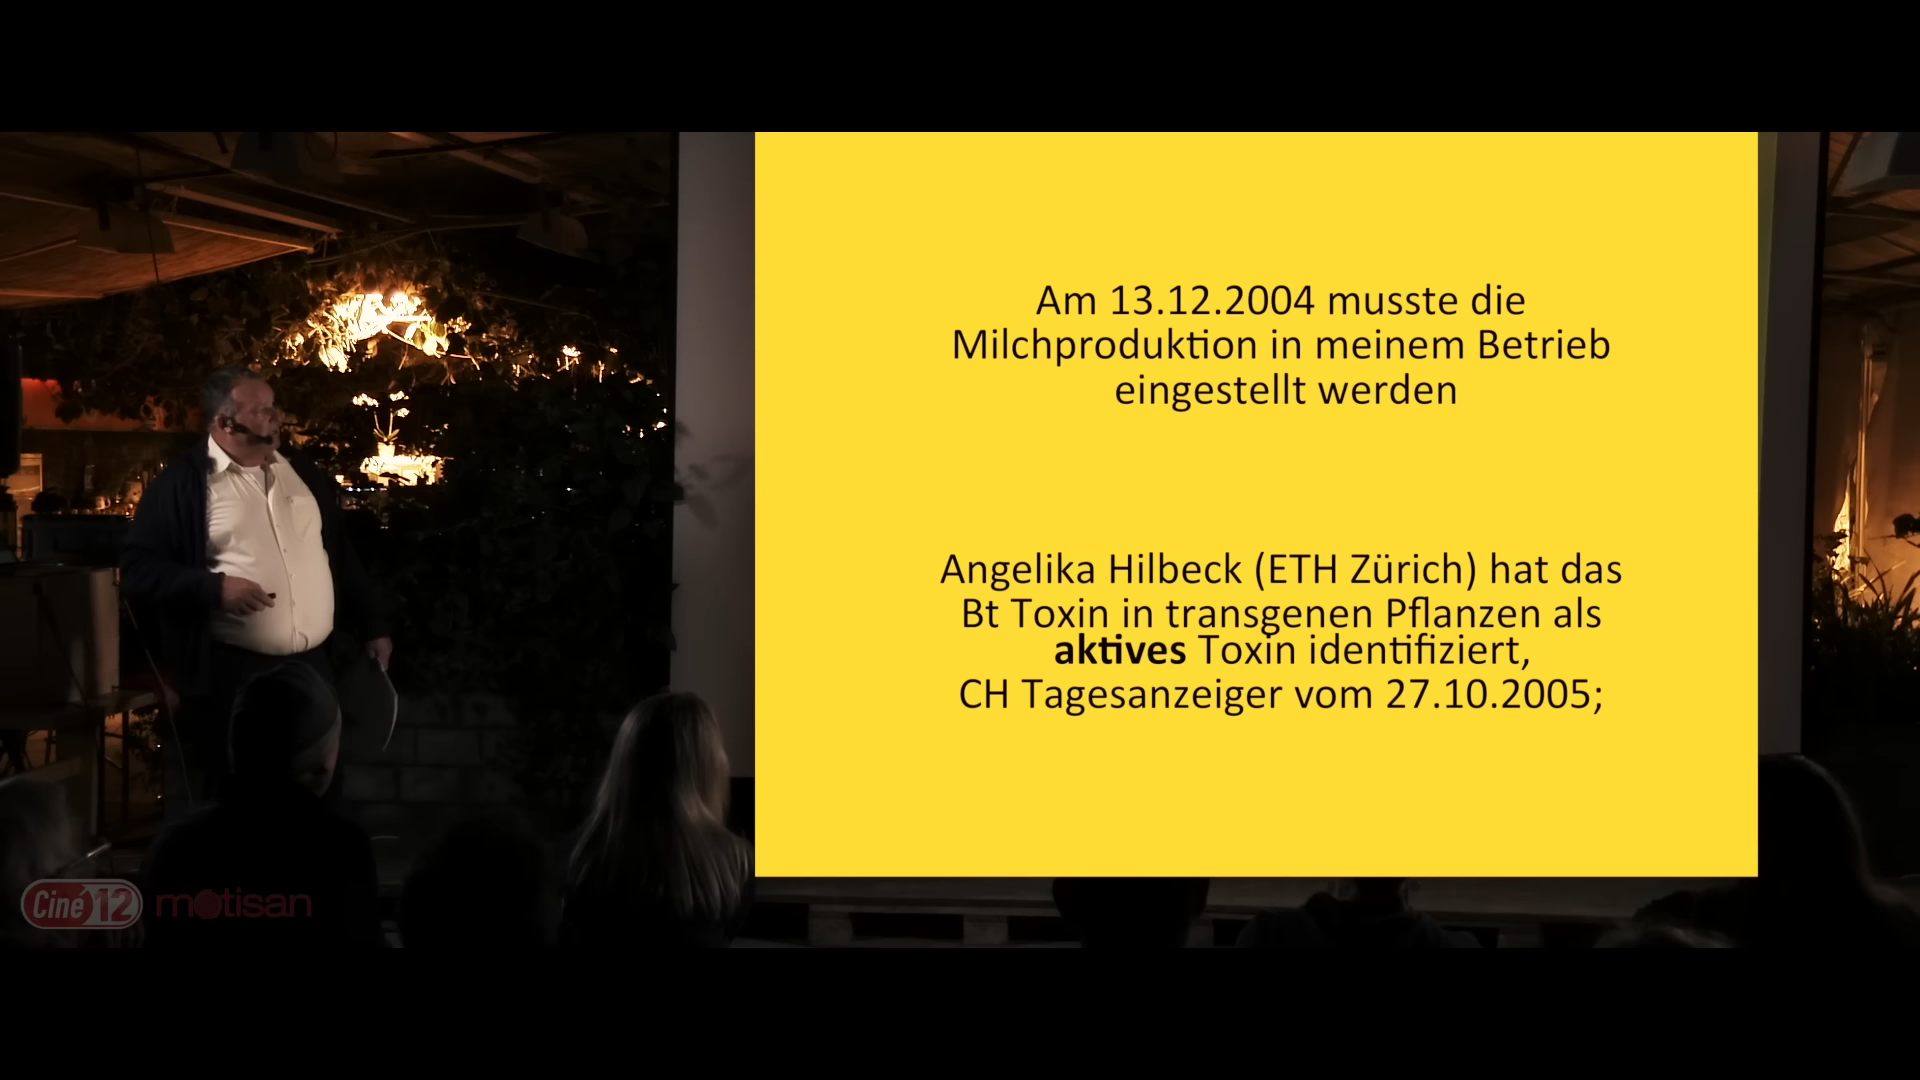 Am 13.12.2004 musste die
Milchproduktion in meinem Betrieb
eingestellt werden
Angelika Hilbeck (ETH Zürich) hat das
Bt Toxin in transgenen Pflanzen als
aktives Toxin identifiziert,
CH Tagesanzeiger vom 27.10.2005;
Ciné 12 motisan